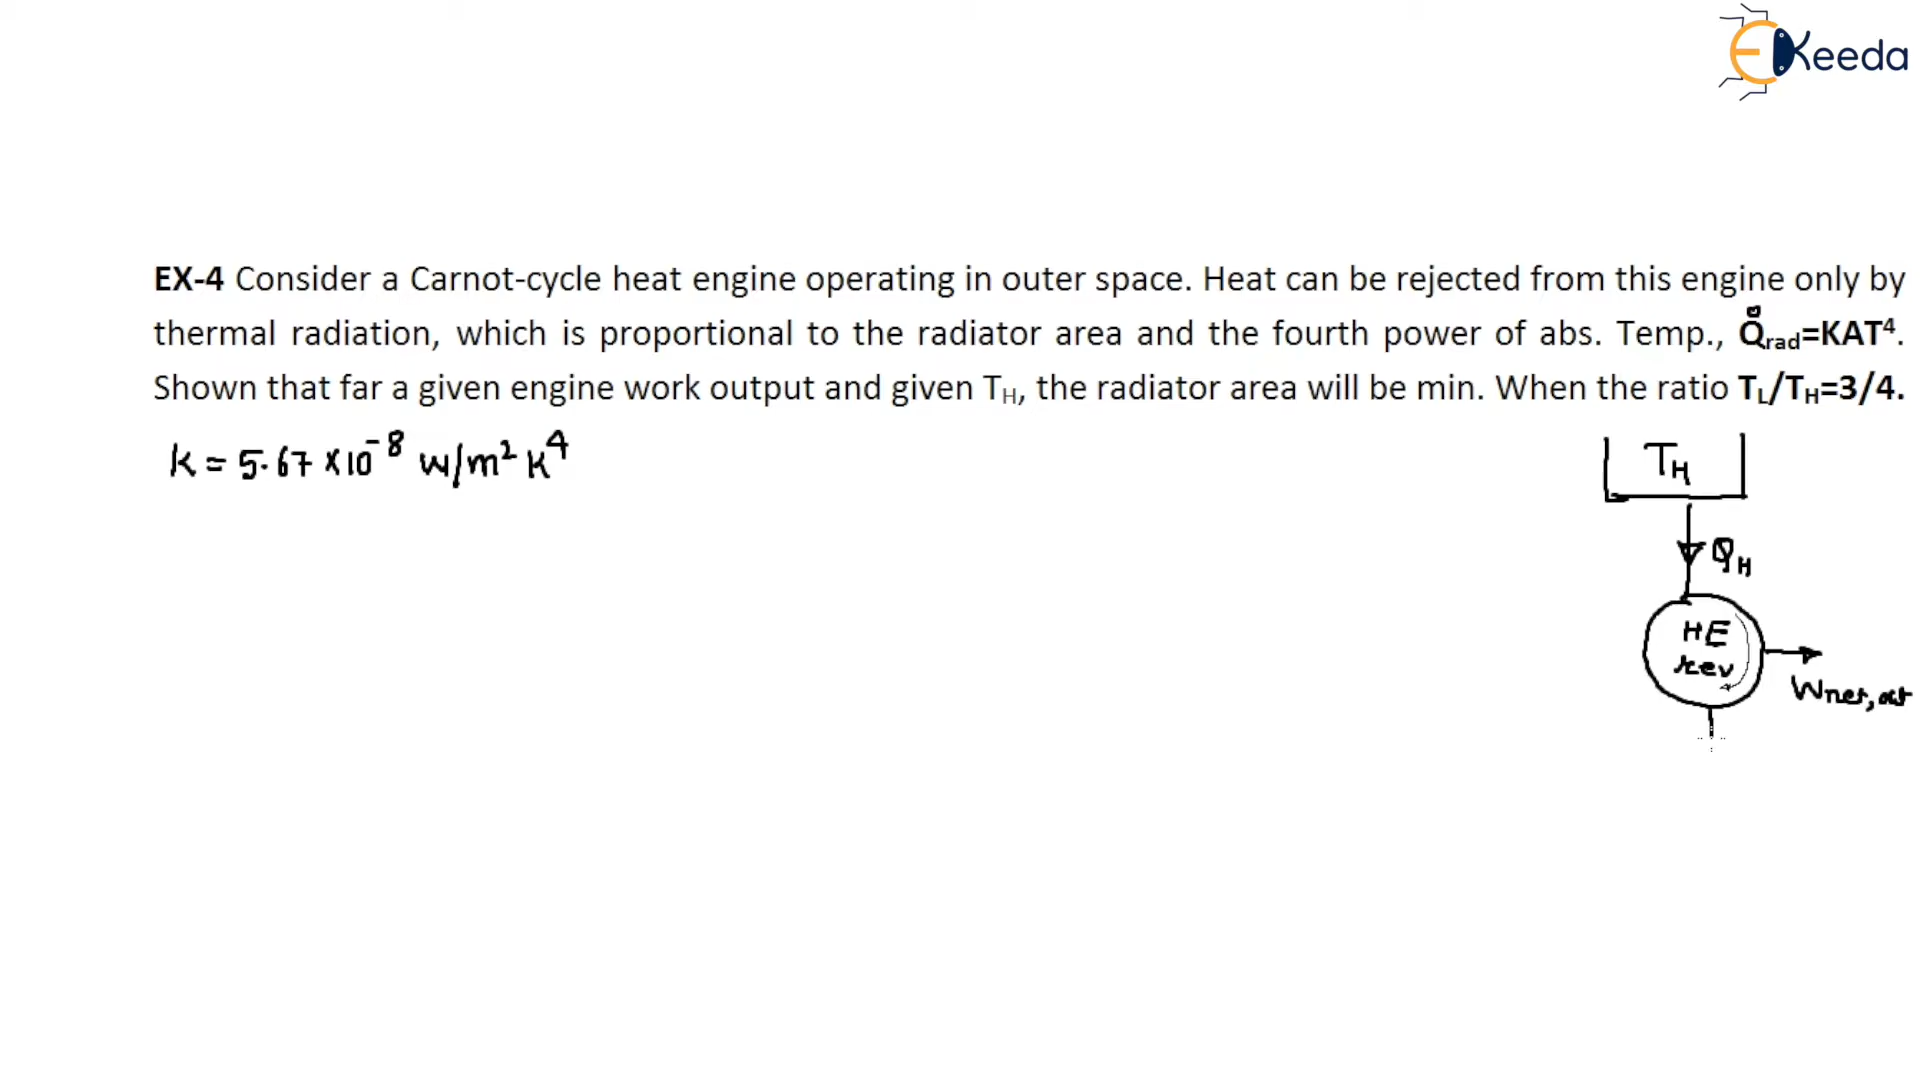 EKeeda
EX-4 Consider a Carnot-cycle heat engine operating in outer space. Heat can be rejected from this engine only by
thermal radiation, which is proportional to the radiator area and the fourth power of abs. Temp., Q̊rad=KAT⁴.
Shown that far a given engine work output and given TH, the radiator area will be min. When the ratio TL/TH=3/4.
K = 5.67 × 10⁻⁸ W/m² K⁴
TH
QH
HE
rev
Wnet, out